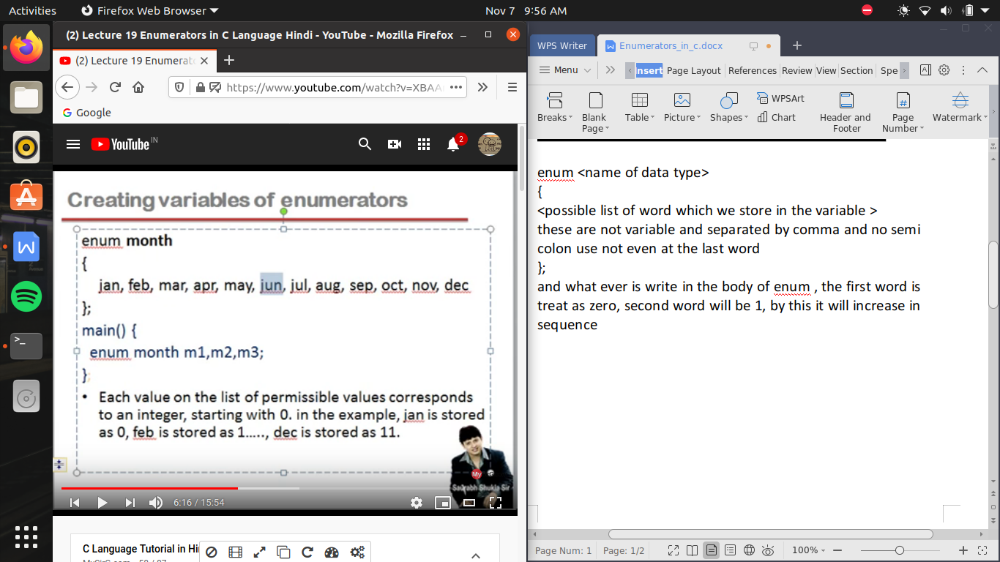 Activities
Firefox Web Browser
Nov 7 9:56 AM
(2) Lecture 19 Enumerators in C Language Hindi - YouTube - Mozilla Firefox
(2) Lecture 19 Enumerato
https://www.youtube.com/watch?v=XBAA
Google
YouTube IN
2
Creating variables of enumerators
enum month
{
jan, feb, mar, apr, may, jun, jul, aug, sep, oct, nov, dec
};
main() {
enum month m1,m2,m3;
};
• Each value on the list of permissible values corresponds
to an integer, starting with 0. in the example, jan is stored
as 0, feb is stored as 1....., dec is stored as 11.
My
Saurabh Shukla Sir
6:16 / 15:54
C Language Tutorial in Hi
WPS Writer
Enumerators_in_c.docx
Menu
Insert
Page Layout
References
Review
View
Section
Spe
Breaks
Blank
Page
Table
Picture
Shapes
WPSArt
Chart
Header and
Footer
Page
Number
Watermark
enum <name of data type>
{
<possible list of word which we store in the variable >
these are not variable and separated by comma and no semi
colon use not even at the last word
};
and what ever is write in the body of enum , the first word is
treat as zero, second word will be 1, by this it will increase in
sequence
Page Num: 1
Page: 1/2
100%